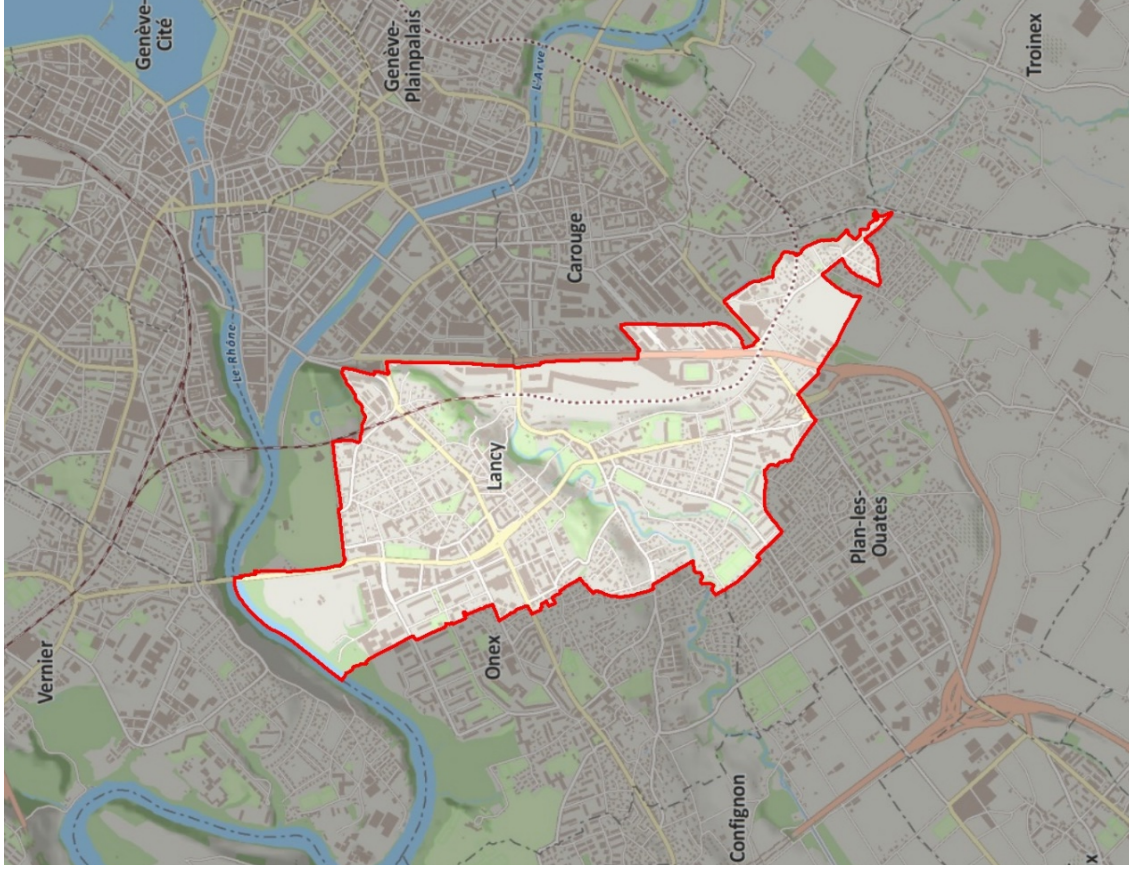 Vernier
Genève-
Cité
Genève-
Plainpalais
Troinex
Le Rhône
L'Arve
Carouge
Lancy
Onex
Plan-les-
Ouates
Confignon
x